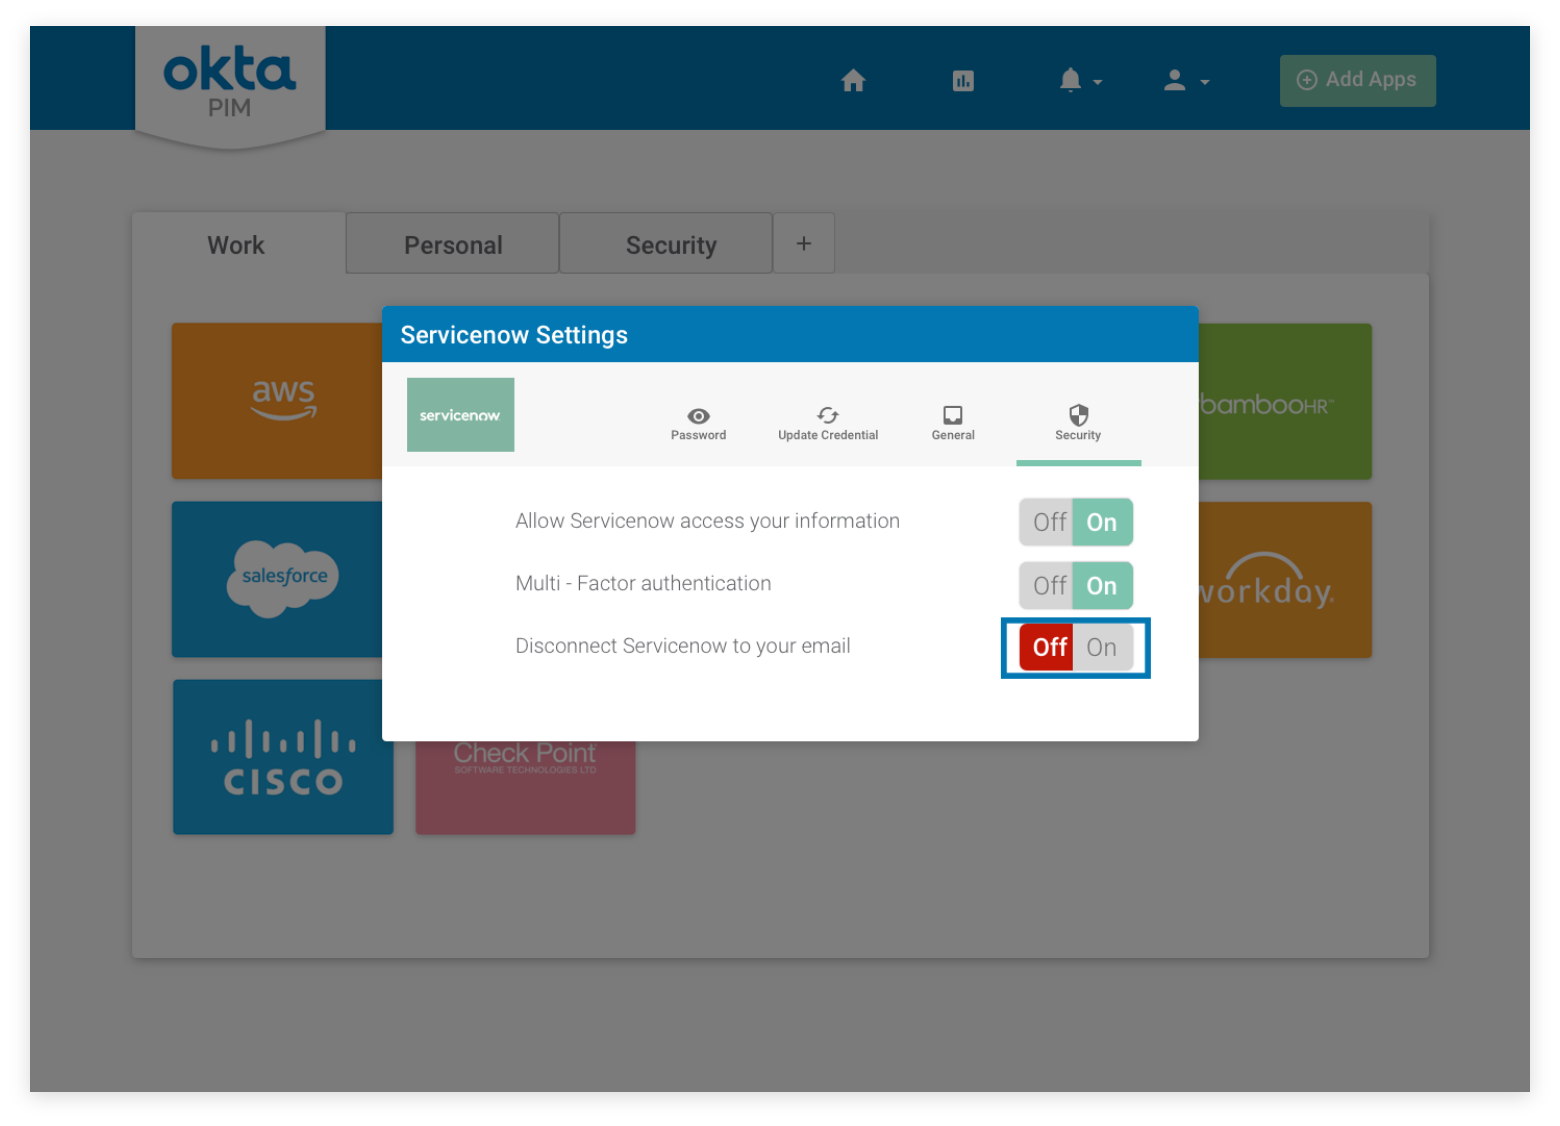 okta
PIM
Add Apps
Work
Personal
Security
+
Servicenow Settings
servicenow
Password
Update Credential
General
Security
Allow Servicenow access your information
Off On
Multi - Factor authentication
Off On
Disconnect Servicenow to your email
Off On
aws
bambooHR
salesforce
workday.
CISCO
Check Point
SOFTWARE TECHNOLOGIES LTD